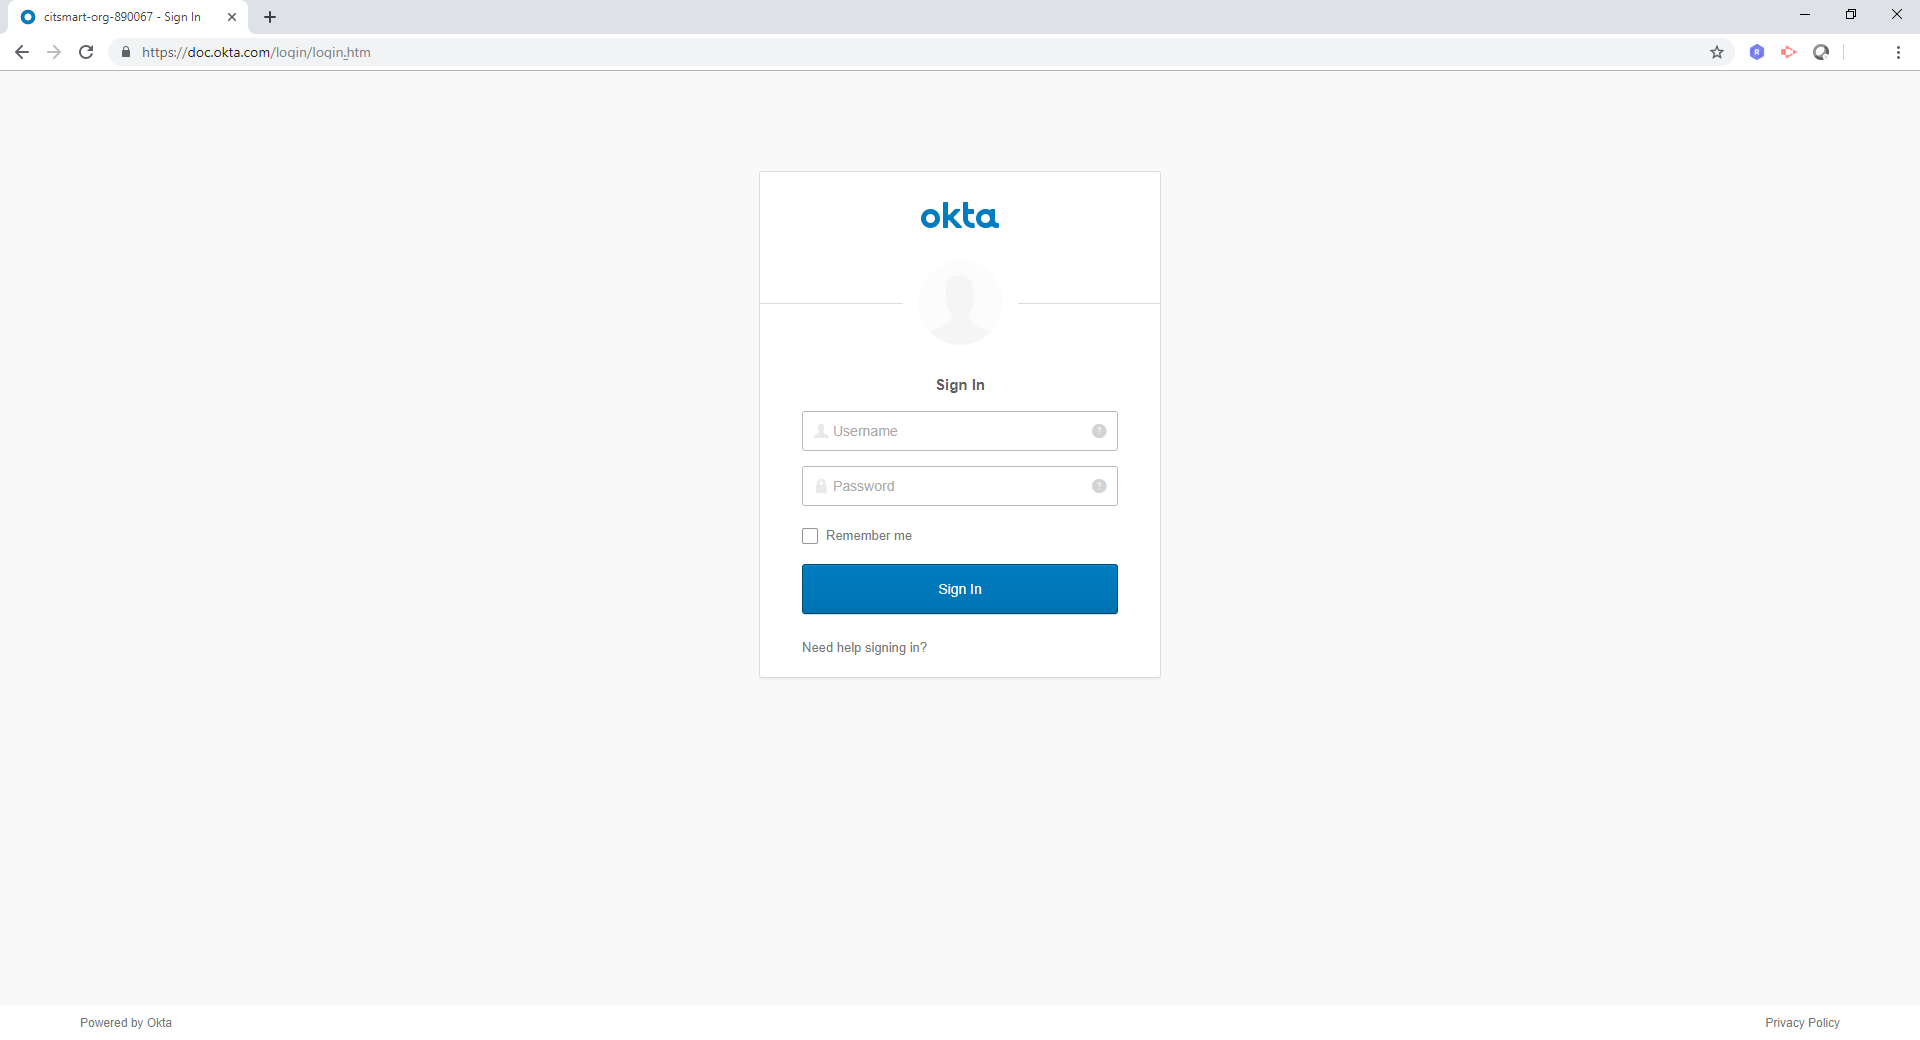 citsmart-org-890067 - Sign In
https://doc.okta.com/login/login.htm
okta
Sign In
Username
Password
Remember me
Sign In
Need help signing in?
Powered by Okta
Privacy Policy